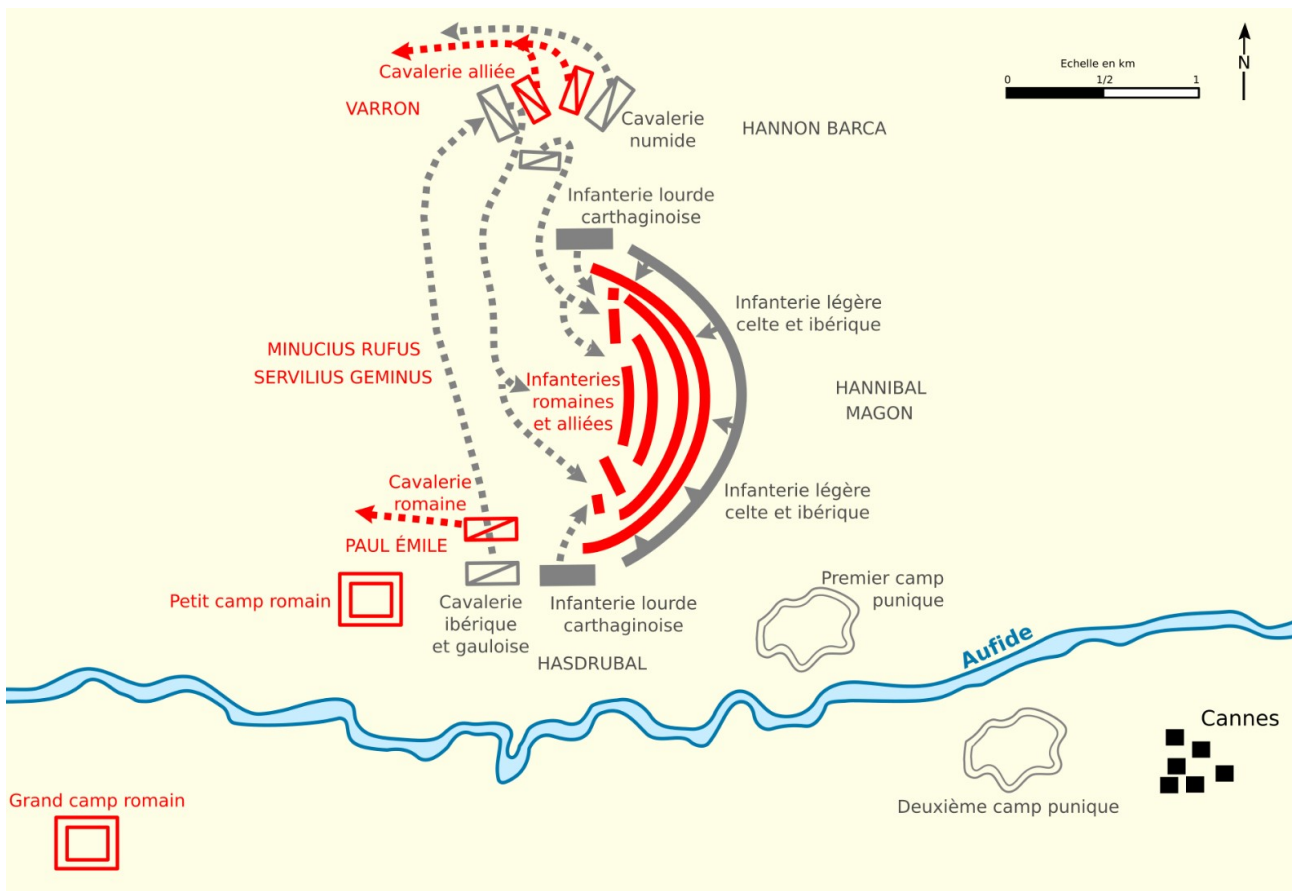 Cavalerie alliée
VARRON
Cavalerie
numide
HANNON BARCA
Echelle en km
0
1/2
1
N
Infanterie lourde
carthaginoise
Infanterie légère
celte et ibérique
MINUCIUS RUFUS
SERVILIUS GEMINUS
Infanteries
romaines
et alliées
HANNIBAL
MAGON
Cavalerie
romaine
PAUL ÉMILE
Infanterie légère
celte et ibérique
Petit camp romain
Cavalerie
ibérique
et gauloise
Infanterie lourde
carthaginoise
HASDRUBAL
Premier camp
punique
Aufide
Cannes
Deuxième camp punique
Grand camp romain